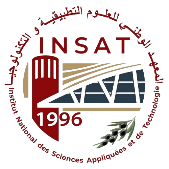 المعهد الوطني للعلوم التطبيقية و التكنولوجيا
INSAT
1996
Institut National des Sciences Appliquées et de Technologie